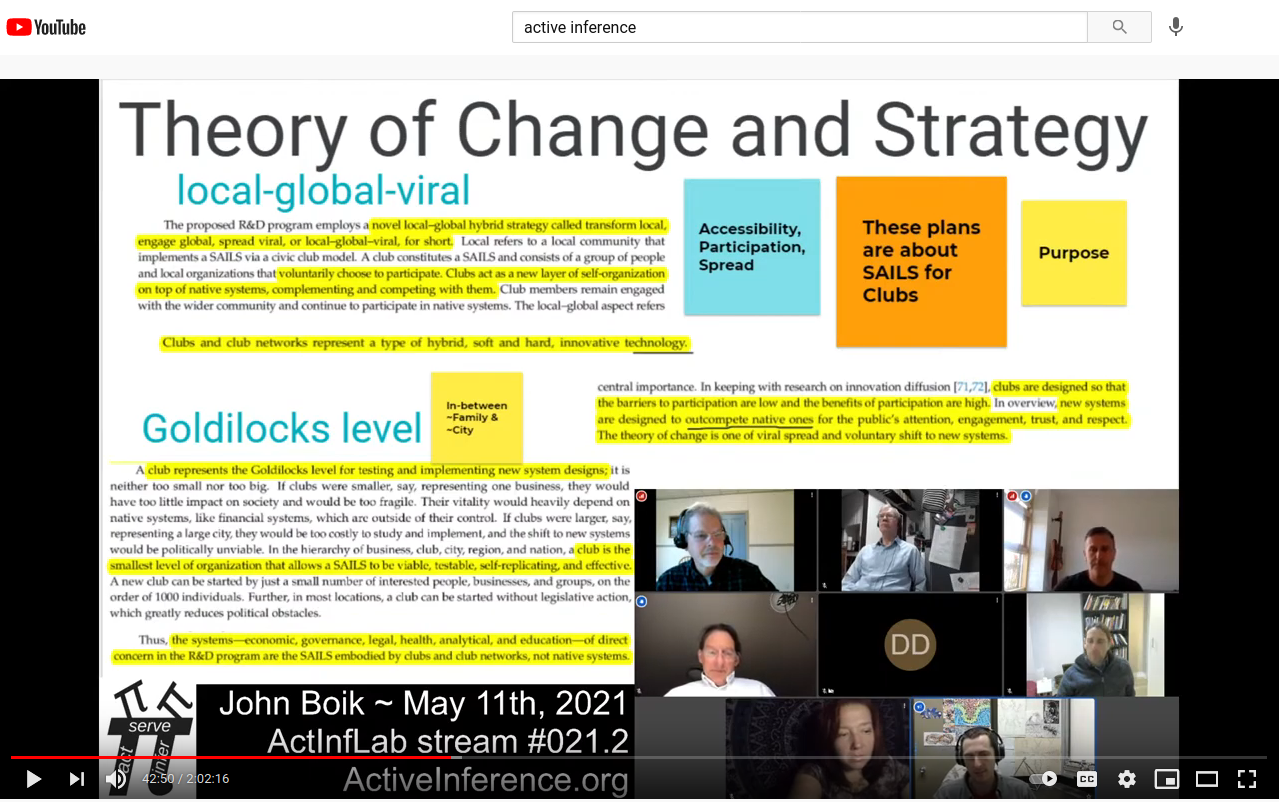 YouTube
active inference
Theory of Change and Strategy
local-global-viral
The proposed R&D program employs a novel local–global hybrid strategy called transform local,
engage global, spread viral, or local–global–viral, for short. Local refers to a local community that
implements a SAILS via a civic club model. A club constitutes a SAILS and consists of a group of people
and local organizations that voluntarily choose to participate. Clubs act as a new layer of self-organization
on top of native systems, complementing and competing with them. Club members remain engaged
with the wider community and continue to participate in native systems. The local–global aspect refers
Accessibility,
Participation,
Spread
These plans
are about
SAILS for
Clubs
Purpose
Clubs and club networks represent a type of hybrid, soft and hard, innovative technology.
Goldilocks level
In-between
~Family &
~City
central importance. In keeping with research on innovation diffusion [71,72], clubs are designed so that
the barriers to participation are low and the benefits of participation are high. In overview, new systems
are designed to outcompete native ones for the public's attention, engagement, trust, and respect.
The theory of change is one of viral spread and voluntary shift to new systems.
A club represents the Goldilocks level for testing and implementing new system designs; it is
neither too small nor too big. If clubs were smaller, say, representing one business, they would
have too little impact on society and would be too fragile. Their vitality would heavily depend on
native systems, like financial systems, which are outside of their control. If clubs were larger, say,
representing a large city, they would be too costly to study and implement, and the shift to new systems
would be politically unviable. In the hierarchy of business, club, city, region, and nation, a club is the
smallest level of organization that allows a SAILS to be viable, testable, self-replicating, and effective.
A new club can be started by just a small number of interested people, businesses, and groups, on the
order of 1000 individuals. Further, in most locations, a club can be started without legislative action,
which greatly reduces political obstacles.
Thus, the systems—economic, governance, legal, health, analytical, and education—of direct
concern in the R&D program are the SAILS embodied by clubs and club networks, not native systems.
DD
serve
act
John Boik ~ May 11th, 2021
ActInfLab stream #021.2
ActiveInference.org
42:50 / 2:02:16
CC